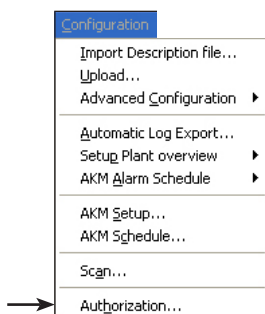 Configuration
Import Description file...
Upload...
Advanced Configuration
Automatic Log Export...
Setup Plant overview
AKM Alarm Schedule
AKM Setup...
AKM Schedule...
Scan...
Authorization...